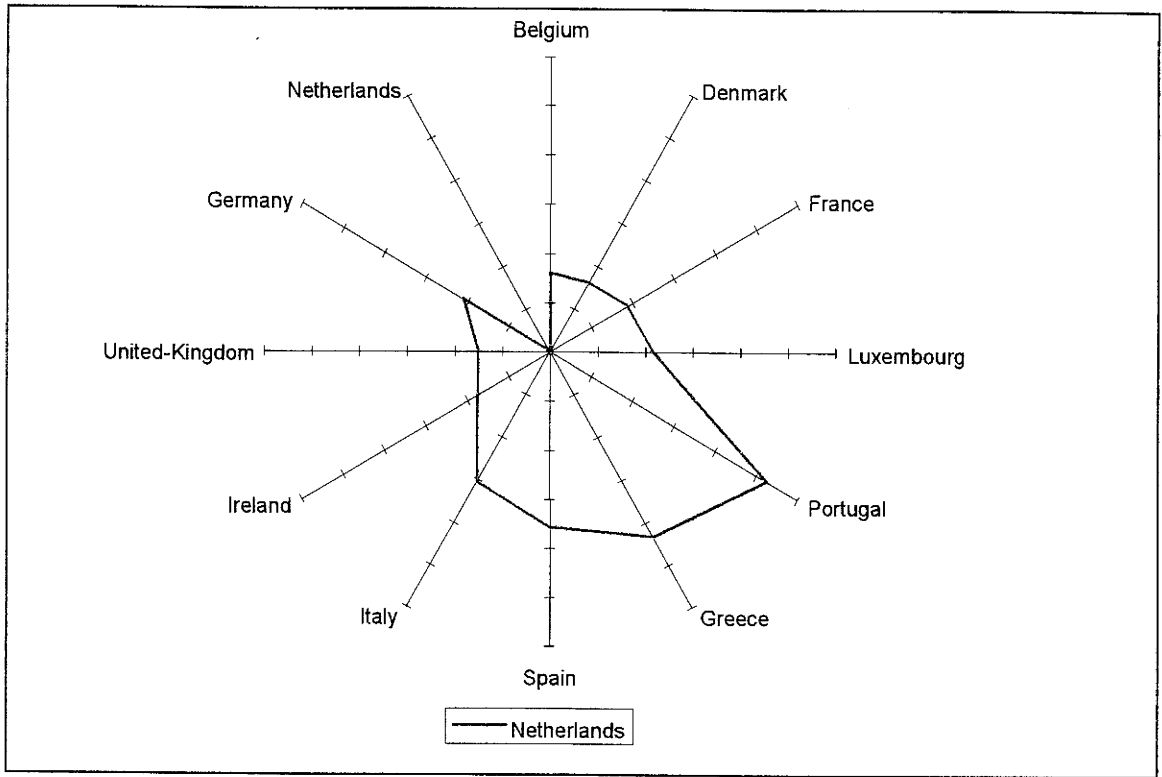 Belgium
Netherlands
Denmark
Germany
France
United-Kingdom
Luxembourg
Ireland
Portugal
Italy
Greece
Spain
Netherlands